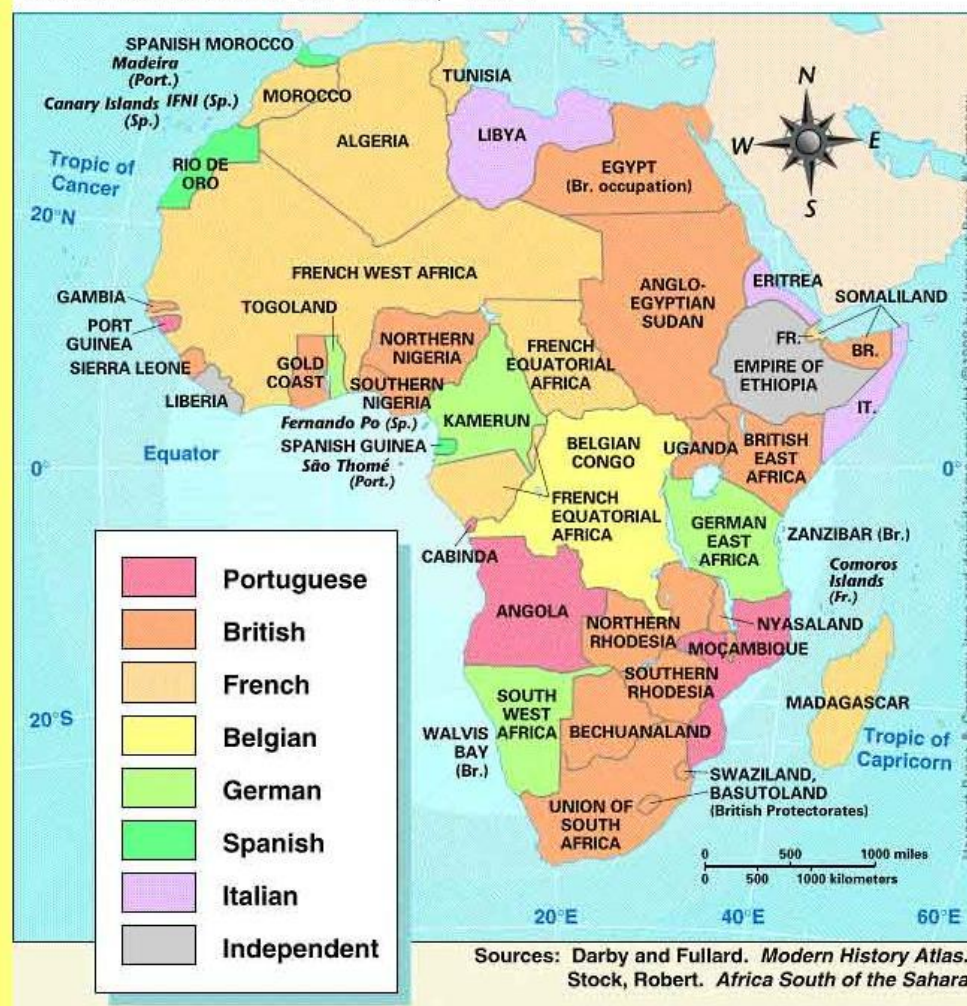 SPANISH MOROCCO
Madeira
(Port.)
Canary Islands
(Sp.)
IFNI (Sp.)
MOROCCO
TUNISIA
ALGERIA
LIBYA
EGYPT
(Br. occupation)
RIO DE
ORO
Tropic of
Cancer
20°N
N
W
E
S
FRENCH WEST AFRICA
ANGLO-
EGYPTIAN
SUDAN
ERITREA
SOMALILAND
FR.
BR.
IT.
EMPIRE OF
ETHIOPIA
GAMBIA
PORT
GUINEA
SIERRA LEONE
LIBERIA
TOGOLAND
GOLD
COAST
NORTHERN
NIGERIA
SOUTHERN
NIGERIA
FRENCH
EQUATORIAL
AFRICA
KAMERUN
Fernando Po (Sp.)
SPANISH GUINEA
São Thomé
(Port.)
Equator
0°
0°
BELGIAN
CONGO
UGANDA
BRITISH
EAST
AFRICA
FRENCH
EQUATORIAL
AFRICA
GERMAN
EAST
AFRICA
ZANZIBAR (Br.)
Comoros
Islands
(Fr.)
CABINDA
ANGOLA
NORTHERN
RHODESIA
NYASALAND
MOÇAMBIQUE
SOUTHERN
RHODESIA
MADAGASCAR
SOUTH
WEST
AFRICA
WALVIS
BAY
(Br.)
BECHUANALAND
20°S
Tropic of
Capricorn
SWAZILAND,
BASUTOLAND
(British Protectorates)
UNION OF
SOUTH
AFRICA
0 500 1000 miles
0 500 1000 kilometers
20°E 40°E 60°E
Portuguese
British
French
Belgian
German
Spanish
Italian
Independent
Sources: Darby and Fullard. Modern History Atlas.
Stock, Robert. Africa South of the Sahara